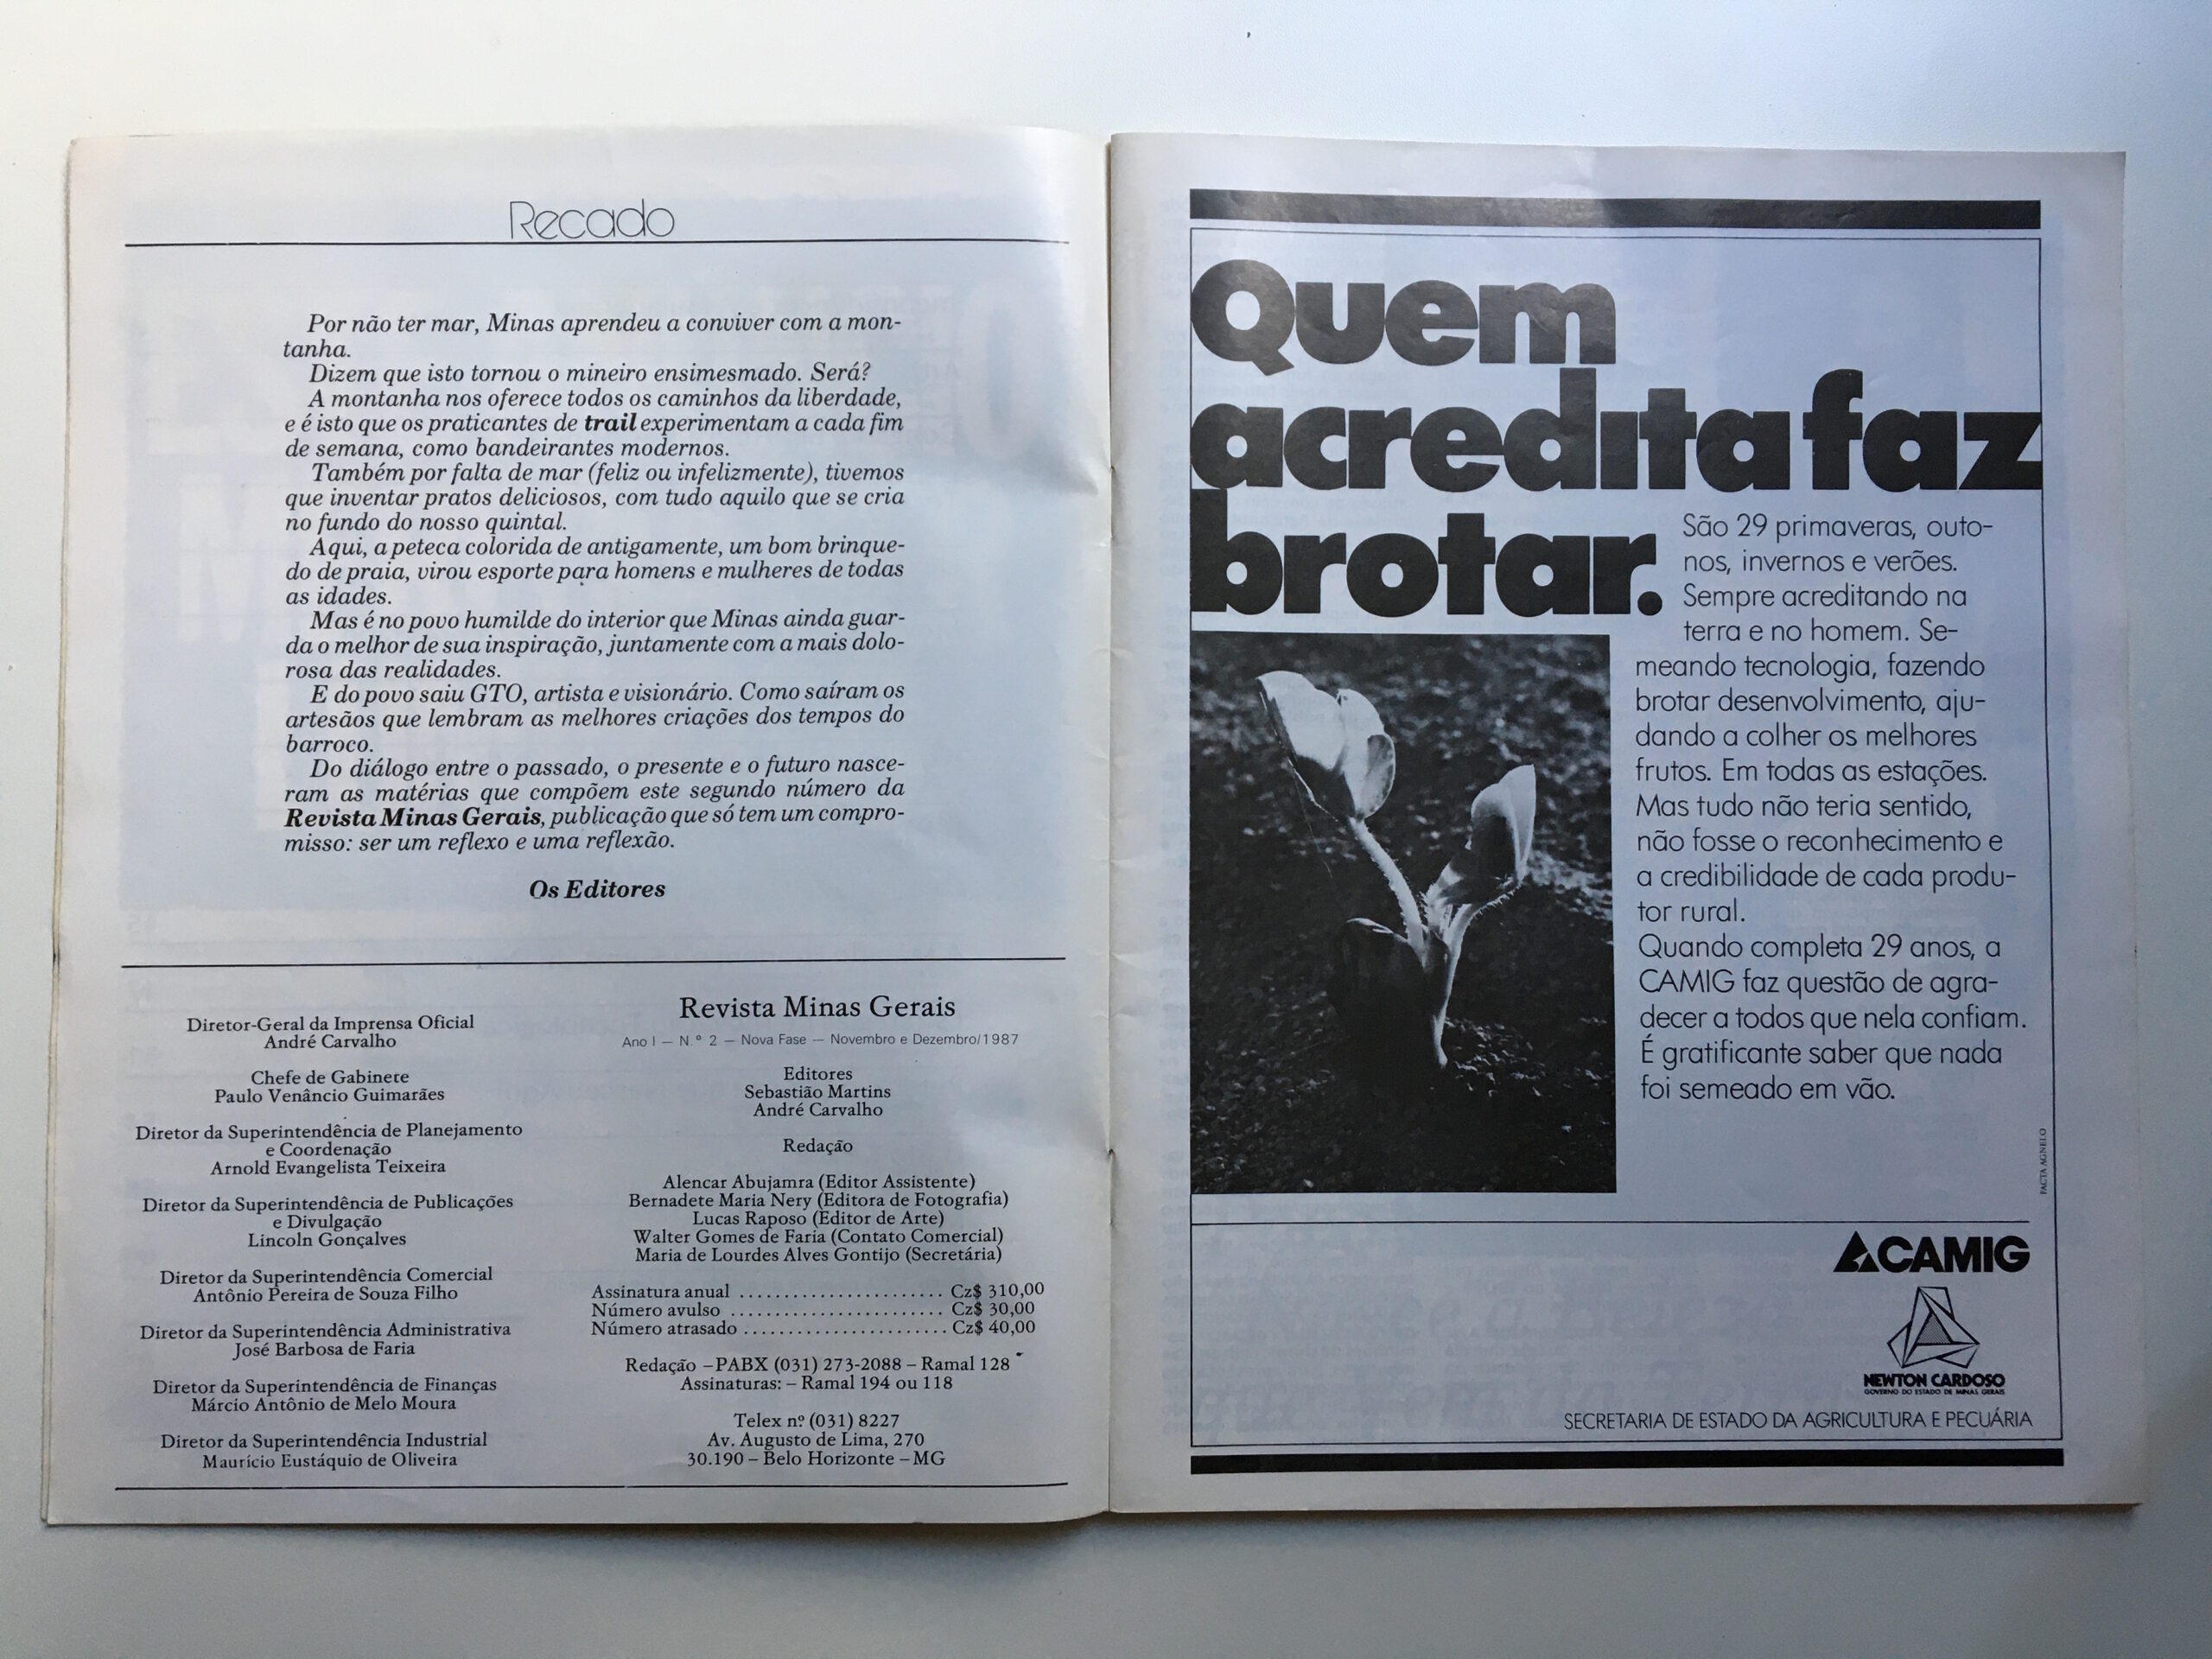 Recado
Por não ter mar, Minas aprendeu a conviver com a mon-
tanha.
Dizem que isto tornou o mineiro ensimesmado. Será?
A montanha nos oferece todos os caminhos da liberdade,
e é isto que os praticantes de trail experimentam a cada fim
de semana, como bandeirantes modernos.
Também por falta de mar (feliz ou infelizmente), tivemos
que inventar pratos deliciosos, com tudo aquilo que se cria
no fundo do nosso quintal.
Aqui, a peteca colorida de antigamente, um bom brinque-
do de praia, virou esporte para homens e mulheres de todas
as idades.
Mas é no povo humilde do interior que Minas ainda guar-
da o melhor de sua inspiração, juntamente com a mais dolo-
rosa das realidades.
E do povo saiu GTO, artista e visionário. Como saíram os
artesãos que lembram as melhores criações dos tempos do
barroco.
Do diálogo entre o passado, o presente e o futuro nasce-
ram as matérias que compõem este segundo número da
Revista Minas Gerais, publicação que só tem um compro-
misso: ser um reflexo e uma reflexão.
Os Editores
Diretor-Geral da Imprensa Oficial
André Carvalho
Chefe de Gabinete
Paulo Venâncio Guimarães
Diretor da Superintendência de Planejamento
e Coordenação
Arnold Evangelista Teixeira
Diretor da Superintendência de Publicações
e Divulgação
Lincoln Gonçalves
Diretor da Superintendência Comercial
Antônio Pereira de Souza Filho
Diretor da Superintendência Administrativa
José Barbosa de Faria
Diretor da Superintendência de Finanças
Márcio Antônio de Melo Moura
Diretor da Superintendência Industrial
Maurício Eustáquio de Oliveira
Revista Minas Gerais
Ano I — N.º 2 — Nova Fase — Novembro e Dezembro/1987
Editores
Sebastião Martins
André Carvalho
Redação
Alencar Abujamra (Editor Assistente)
Bernadete Maria Nery (Editora de Fotografia)
Lucas Raposo (Editor de Arte)
Walter Gomes de Faria (Contato Comercial)
Maria de Lourdes Alves Gontijo (Secretária)
Assinatura anual ........................ Cz$ 310,00
Número avulso ........................ Cz$ 30,00
Número atrasado ........................ Cz$ 40,00
Redação –PABX (031) 273-2088 – Ramal 128
Assinaturas: – Ramal 194 ou 118
Telex nº (031) 8227
Av. Augusto de Lima, 270
30.190 – Belo Horizonte – MG
Quem
acredita faz
brotar.
São 29 primaveras, outo-
nos, invernos e verões.
Sempre acreditando na
terra e no homem. Se-
meando tecnologia, fazendo
brotar desenvolvimento, aju-
dando a colher os melhores
frutos. Em todas as estações.
Mas tudo não teria sentido,
não fosse o reconhecimento e
a credibilidade de cada produ-
tor rural.
Quando completa 29 anos, a
CAMIG faz questão de agra-
decer a todos que nela confiam.
É gratificante saber que nada
foi semeado em vão.
FACTA AGNELO
CAMIG
NEWTON CARDOSO
GOVERNO DO ESTADO DE MINAS GERAIS
SECRETARIA DE ESTADO DA AGRICULTURA E PECUÁRIA